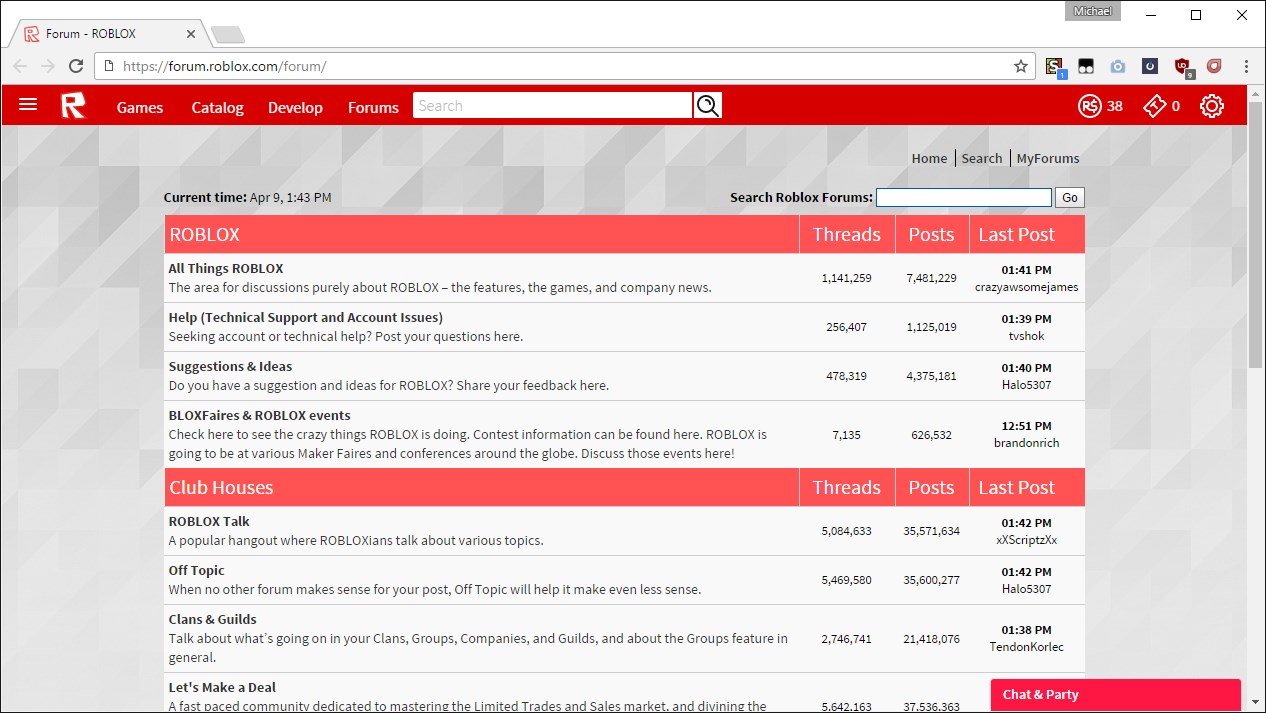 Michael
Forum - ROBLOX
https://forum.roblox.com/forum/
1
9
Games Catalog Develop Forums Search R$ 38 0
Home Search MyForums
Current time: Apr 9, 1:43 PM Search Roblox Forums: Go
ROBLOX Threads Posts Last Post
All Things ROBLOX
The area for discussions purely about ROBLOX – the features, the games, and company news.
1,141,259 7,481,229 01:41 PM
crazyawsomejames
Help (Technical Support and Account Issues)
Seeking account or technical help? Post your questions here.
256,407 1,125,019 01:39 PM
tvshok
Suggestions & Ideas
Do you have a suggestion and ideas for ROBLOX? Share your feedback here.
478,319 4,375,181 01:40 PM
Halo5307
BLOXFaires & ROBLOX events
Check here to see the crazy things ROBLOX is doing. Contest information can be found here. ROBLOX is
going to be at various Maker Faires and conferences around the globe. Discuss those events here!
7,135 626,532 12:51 PM
brandonrich
Club Houses Threads Posts Last Post
ROBLOX Talk
A popular hangout where ROBLOXians talk about various topics.
5,084,633 35,571,634 01:42 PM
xXScriptzXx
Off Topic
When no other forum makes sense for your post, Off Topic will help it make even less sense.
5,469,580 35,600,277 01:42 PM
Halo5307
Clans & Guilds
Talk about what's going on in your Clans, Groups, Companies, and Guilds, and about the Groups feature in
general.
2,746,741 21,418,076 01:38 PM
TendonKorlec
Let's Make a Deal
A fast paced community dedicated to mastering the Limited Trades and Sales market, and divining the
5,642,163 37,536,363
Chat & Party